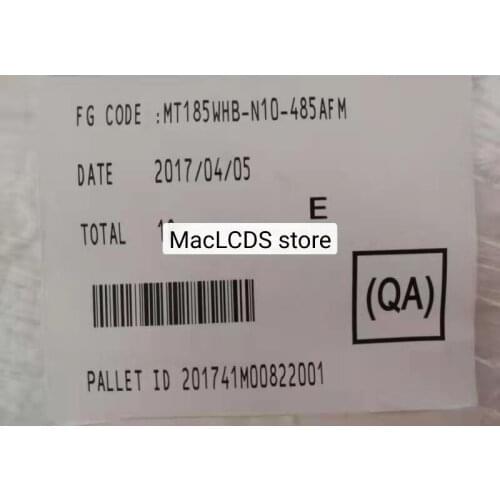 FG CODE :MT185WHB-N10-485AFM
DATE 2017/04/05
E
TOTAL
MacLCDS store
(QA)
PALLET ID 201741M00822001